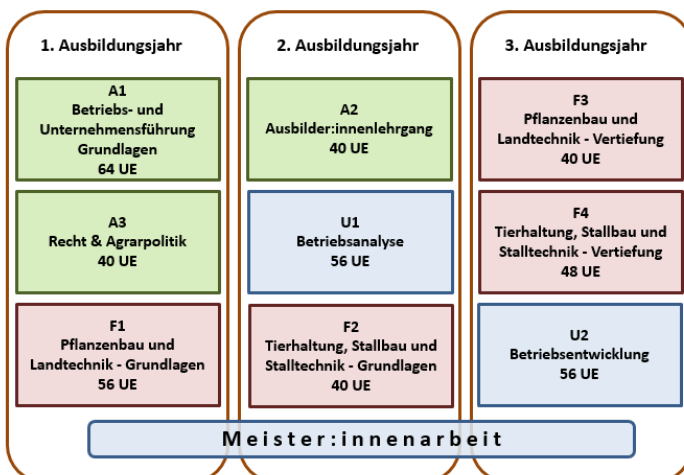 1. Ausbildungsjahr
A1
Betriebs- und
Unternehmensführung
Grundlagen
64 UE
A3
Recht & Agrarpolitik
40 UE
F1
Pflanzenbau und
Landtechnik - Grundlagen
56 UE
2. Ausbildungsjahr
A2
Ausbilder:innenlehrgang
40 UE
U1
Betriebsanalyse
56 UE
F2
Tierhaltung, Stallbau und
Stalltechnik - Grundlagen
40 UE
3. Ausbildungsjahr
F3
Pflanzenbau und
Landtechnik - Vertiefung
40 UE
F4
Tierhaltung, Stallbau und
Stalltechnik - Vertiefung
48 UE
U2
Betriebsentwicklung
56 UE
Meister:innenarbeit